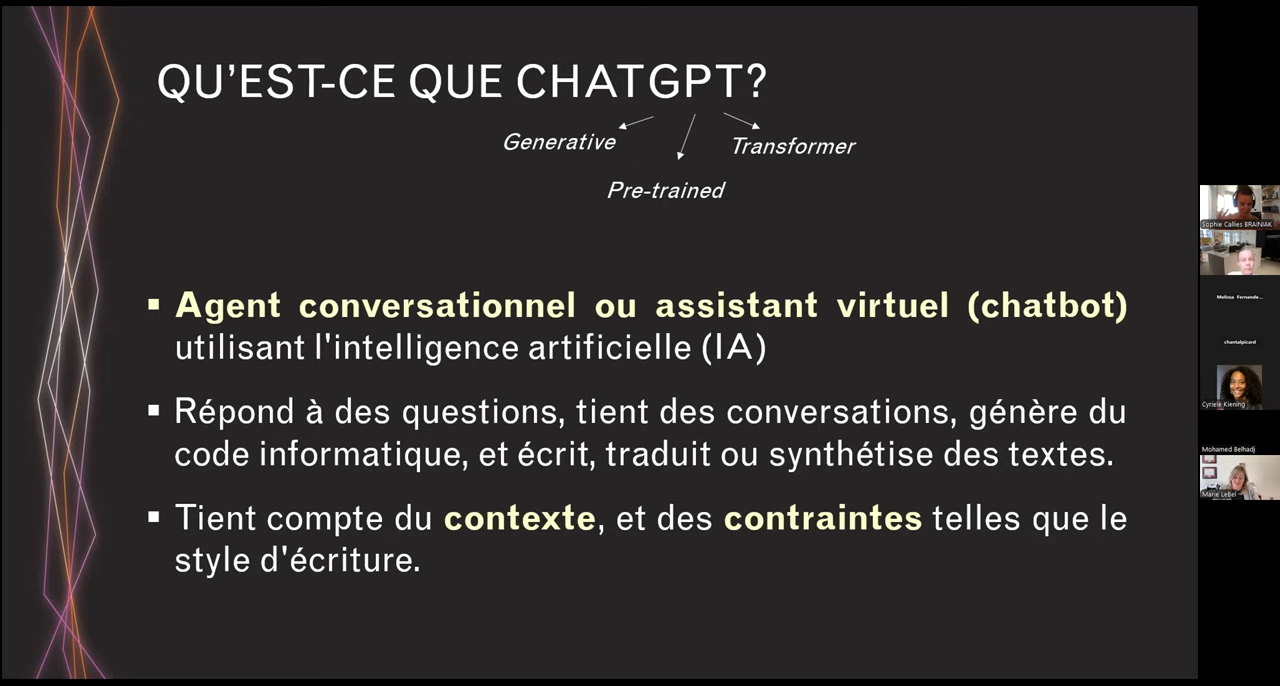 QU'EST-CE QUE CHATGPT?
Generative
Transformer
Pre-trained
Agent conversationnel ou assistant virtuel (chatbot)
utilisant l'intelligence artificielle (IA)
Répond à des questions, tient des conversations, génère du
code informatique, et écrit, traduit ou synthétise des textes.
Tient compte du contexte, et des contraintes telles que le
style d'écriture.
Sophie Callies BRAINIAK
Melissa Fernande...
chantalpicard
Cyriele Kiening
Mohamed Belhadj
Marie LeBel